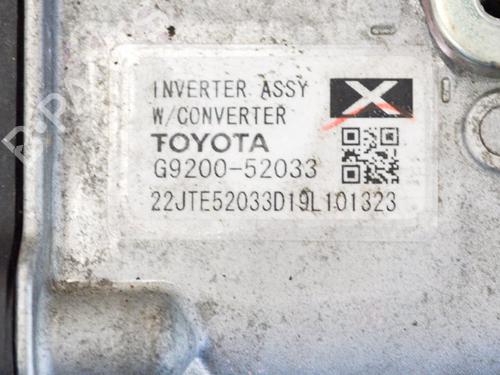 INVERTER ASSY
W/CONVERTER
TOYOTA
G9200-52033
22JTE52033D19L101323
X